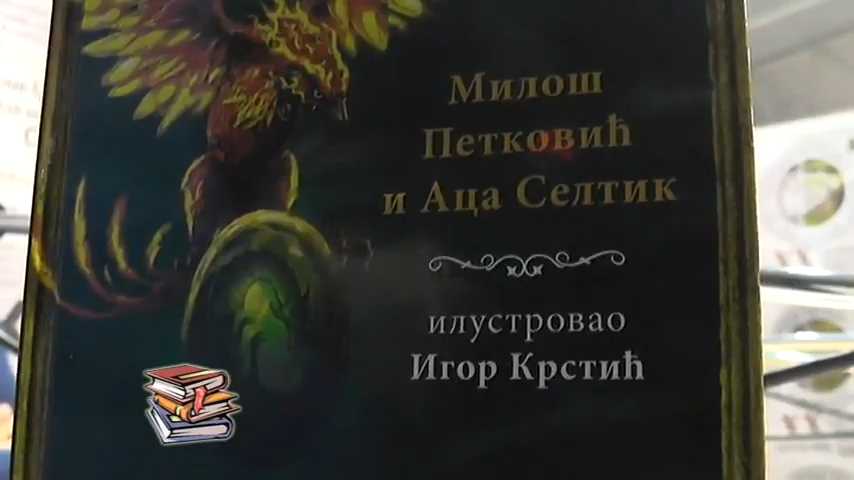 Милош
Петковић
и Аца Селтик
илустровао
Игор Крстић